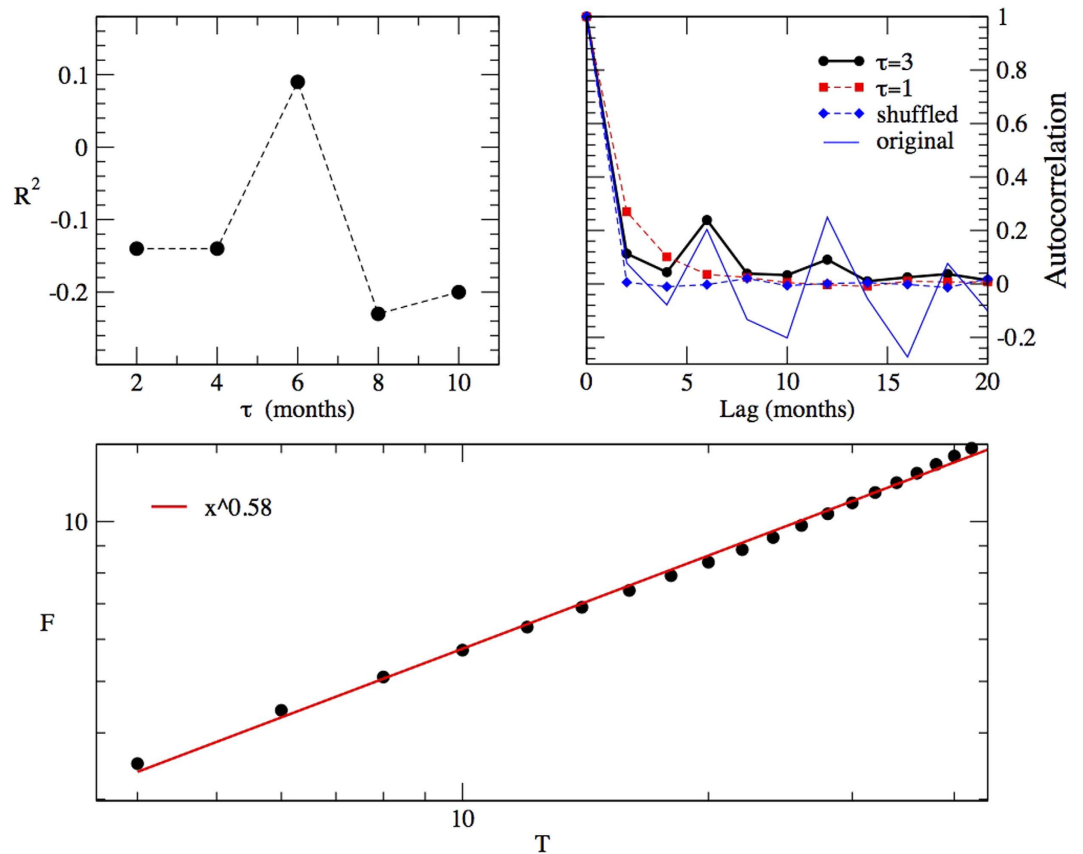 0.1
0
-0.1
-0.2
R²
2 4 6 8 10
τ (months)
τ=3
τ=1
shuffled
original
1
0.8
0.6
0.4
0.2
0
-0.2
Autocorrelation
0 5 10 15 20
Lag (months)
x^0.58
10
F
10
T